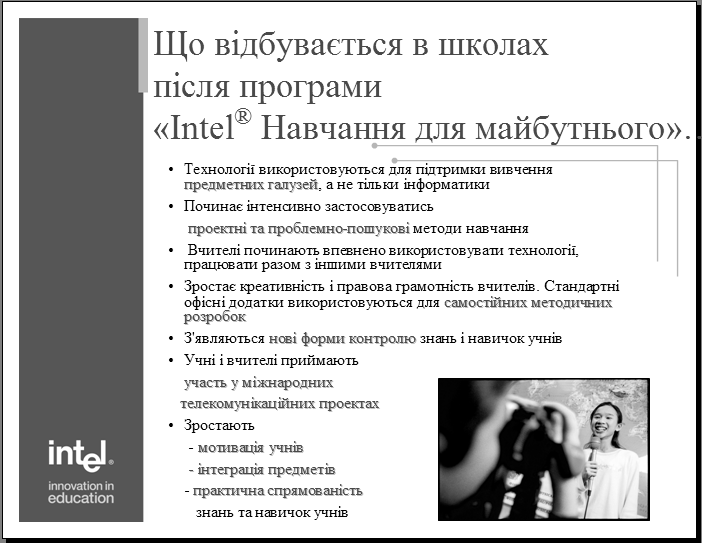 Що відбувається в школах
після програми
«Intel® Навчання для майбутнього»..
• Технології використовуються для підтримки вивчення
предметних галузей, а не тільки інформатики
• Починає інтенсивно застосовуватись
проектні та проблемно-пошукові методи навчання
• Вчителі починають впевнено використовувати технології,
працювати разом з іншими вчителями
• Зростає креативність і правова грамотність вчителів. Стандартні
офісні додатки використовуються для самостійних методичних
розробок
• З'являються нові форми контролю знань і навичок учнів
• Учні і вчителі приймають
участь у міжнародних
телекомунікаційних проектах
• Зростають
- мотивація учнів
- інтеграція предметів
- практична спрямованість
знань та навичок учнів
intel®
innovation in
education